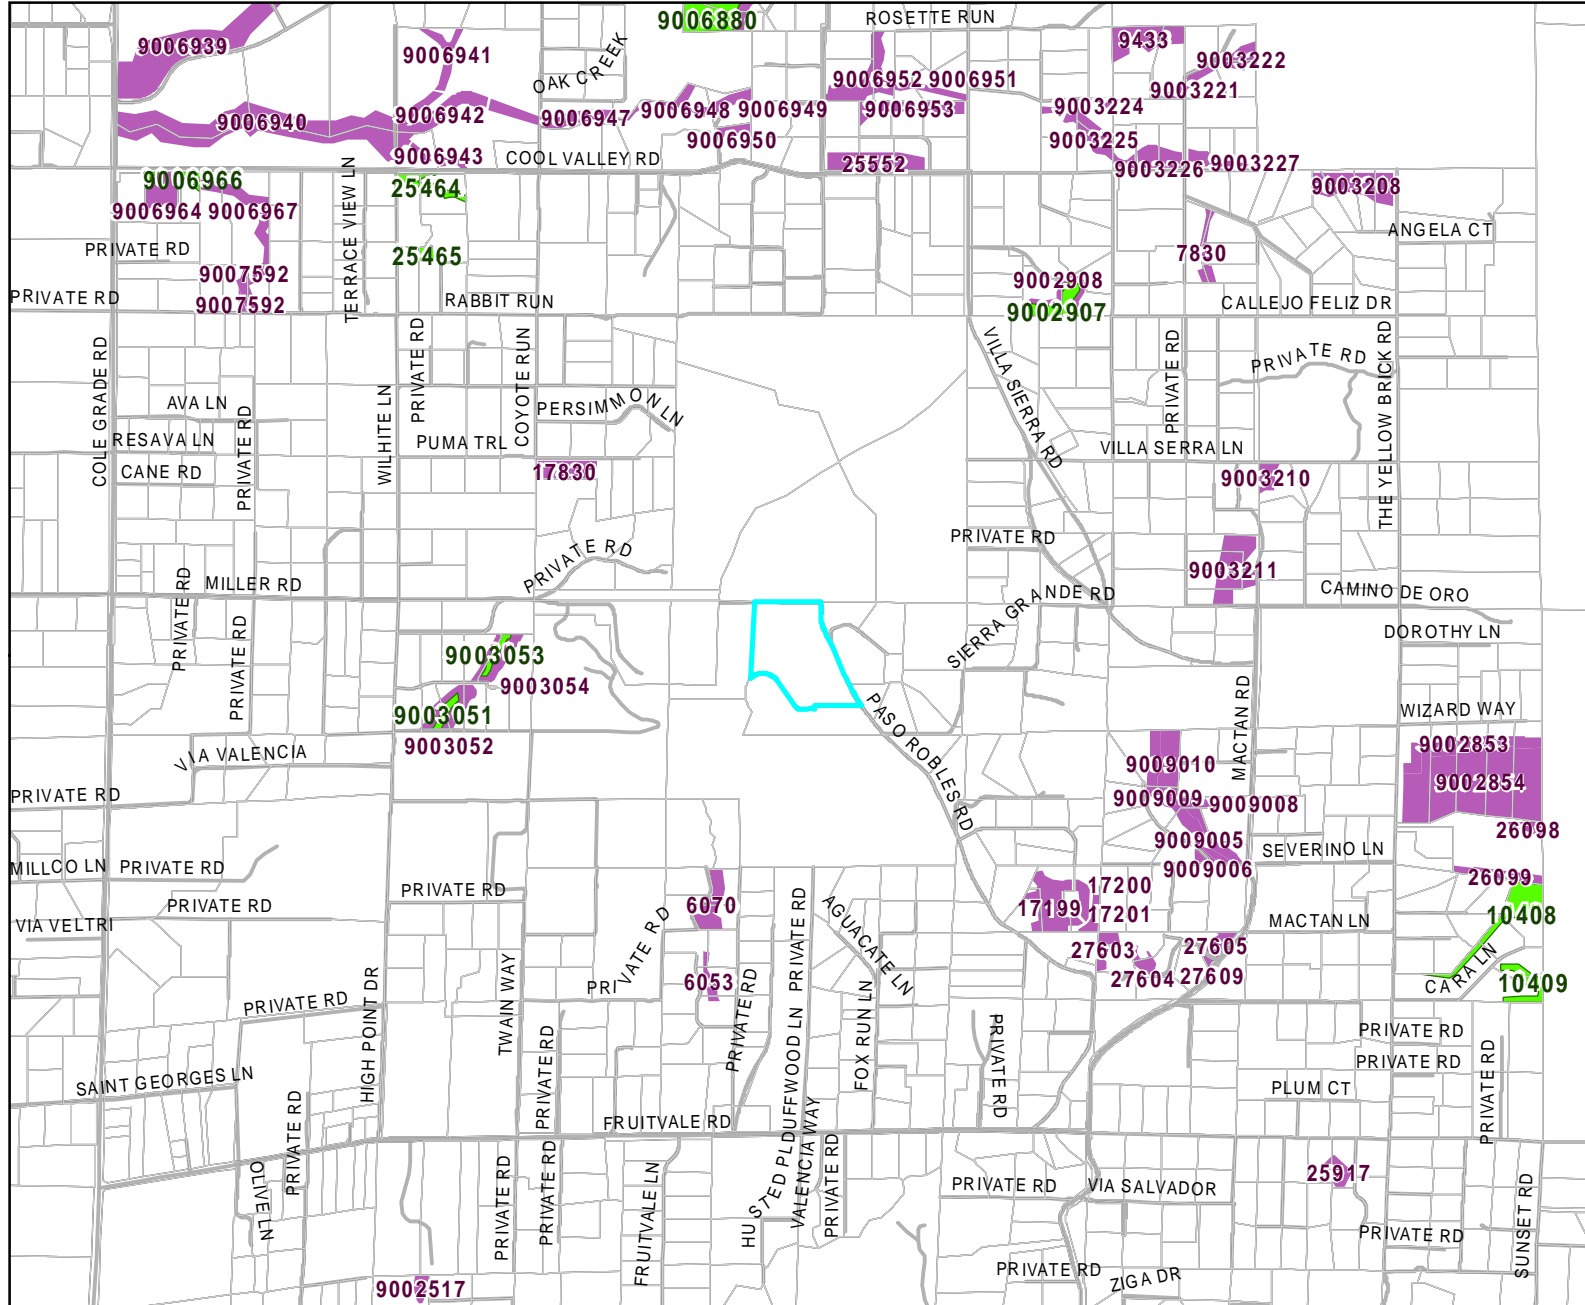 9006880
ROSETTE RUN
9006939
9006941
OAK CREEK
9433
9003222
9006952
9006951
9003221
9006940
9006942
9006947
9006948
9006949
9006953
9003224
9006950
9003225
9006943
COOL VALLEY RD
25552
9003226
9003227
9006966
25464
9003208
9006964
9006967
TERRACE VIEW LN
PRIVATE RD
25465
7830
ANGELA CT
9007592
9002908
PRIVATE RD
9007592
RABBIT RUN
9002907
CALLEJO FELIZ DR
COLE GRADE RD
PRIVATE RD
COYOTE RUN
VILLA SIERRA RD
PRIVATE RD
PRIVATE RD
THE YELLOW BRICK RD
AVA LN
PERSIMMON LN
RESAVA LN
PRIVATE RD
WILHITE LN
PUMA TRL
VILLA SERRA LN
CANE RD
17830
9003210
PRIVATE RD
PRIVATE RD
9003211
MILLER RD
PRIVATE RD
SIERRA GRANDE RD
CAMINO DE ORO
PRIVATE RD
DOROTHY LN
9003053
9003054
PRIVATE RD
9003051
9003052
PASO ROBLES RD
MACTAN RD
WIZARD WAY
VIA VALENCIA
9002853
9009010
9002854
PRIVATE RD
9009009
9009008
26098
9009005
SEVERINO LN
MILLCO LN
PRIVATE RD
9009006
26099
PRIVATE RD
17200
PRIVATE RD
6070
17199
17201
MACTAN LN
10408
VIA VELTRI
PRIVATE RD
AGUACATE LN
PRIVATE RD
27603
27605
27604
27609
PRIVATE RD
6053
PRIVATE RD
CARA LN
10409
HIGH POINT DR
TWAIN WAY
PRIVATE RD
FOX RUN LN
PRIVATE RD
PRIVATE RD
PRIVATE RD
PRIVATE RD
SAINT GEORGES LN
PLUM CT
PRIVATE RD
FRUITVALE RD
DUFFWOOD LN
HUSTED PL
VALENCIA WAY
PRIVATE RD
OLIVE LN
PRIVATE RD
PRIVATE RD
FRUITVALE LN
PRIVATE RD
VIA SALVADOR
25917
SUNSET RD
PRIVATE RD
PRIVATE RD
ZIGA DR
9002517